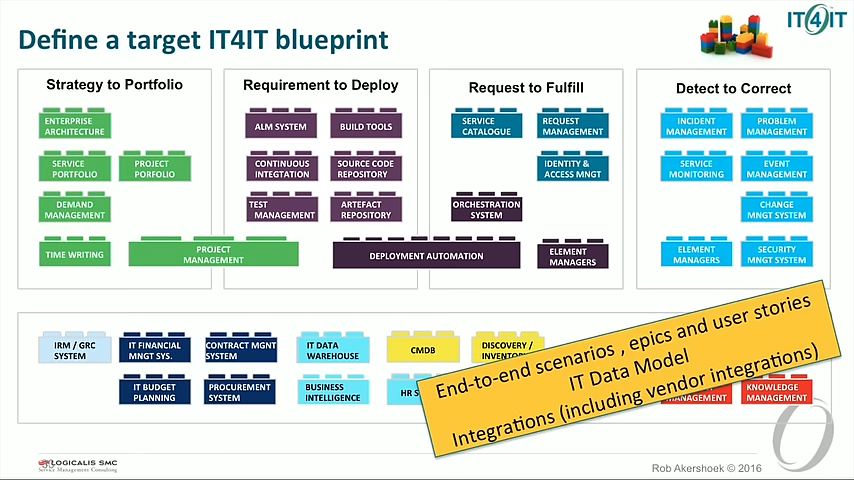 Define a target IT4IT blueprint
IT4IT
Strategy to Portfolio
Requirement to Deploy
Request to Fulfill
Detect to Correct
ENTERPRISE
ARCHITECTURE
SERVICE
PORTFOLIO
PROJECT
PORFOLIO
DEMAND
MANAGEMENT
TIME WRITING
PROJECT
MANAGEMENT
ALM SYSTEM
BUILD TOOLS
CONTINUOUS
INTEGTATION
SOURCE CODE
REPOSITORY
TEST
MANAGEMENT
ARTEFACT
REPOSITORY
DEPLOYMENT AUTOMATION
SERVICE
CATALOGUE
REQUEST
MANAGEMENT
IDENTITY &
ACCESS MNGT
ORCHESTRATION
SYSTEM
ELEMENT
MANAGERS
INCIDENT
MANAGEMENT
PROBLEM
MANAGEMENT
SERVICE
MONITORING
EVENT
MANAGEMENT
CHANGE
MNGT SYSTEM
ELEMENT
MANAGERS
SECURITY
MNGT SYSTEM
IRM / GRC
SYSTEM
IT FINANCIAL
MNGT SYS.
CONTRACT MGNT
SYSTEM
IT DATA
WAREHOUSE
CMDB
DISCOVERY /
IT BUDGET
PLANNING
PROCUREMENT
SYSTEM
BUSINESS
INTELLIGENCE
HR
KNOWLEDGE
MANAGEMENT
End-to-end scenarios , epics and user stories
IT Data Model
Integrations (including vendor integrations)
LOGICALIS SMC
Service Management Consulting
Rob Akershoek © 2016